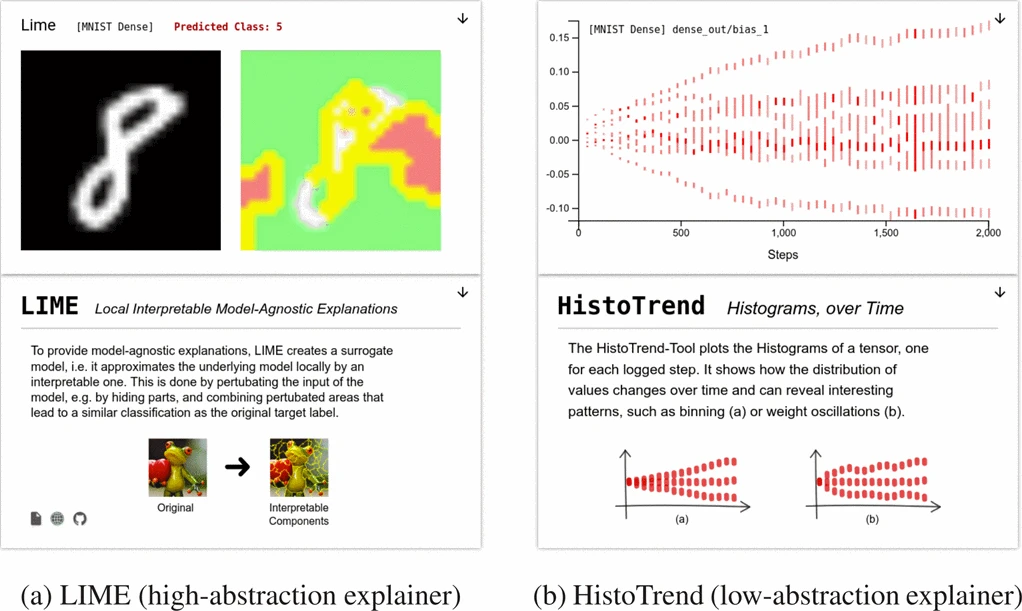 Lime [MNIST Dense] Predicted Class: 5
LIME Local Interpretable Model-Agnostic Explanations
To provide model-agnostic explanations, LIME creates a surrogate
model, i.e. it approximates the underlying model locally by an
interpretable one. This is done by pertubating the input of the
model, e.g. by hiding parts, and combining pertubated areas that
lead to a similar classification as the original target label.
Original
Interpretable
Components
(a) LIME (high-abstraction explainer)
[MNIST Dense] dense_out/bias_1
0.15
0.10
0.05
0.00
-0.05
-0.10
0 500 1,000 1,500 2,000
Steps
HistoTrend Histograms, over Time
The HistoTrend-Tool plots the Histograms of a tensor, one
for each logged step. It shows how the distribution of
values changes over time and can reveal interesting
patterns, such as binning (a) or weight oscillations (b).
(a) (b)
(b) HistoTrend (low-abstraction explainer)